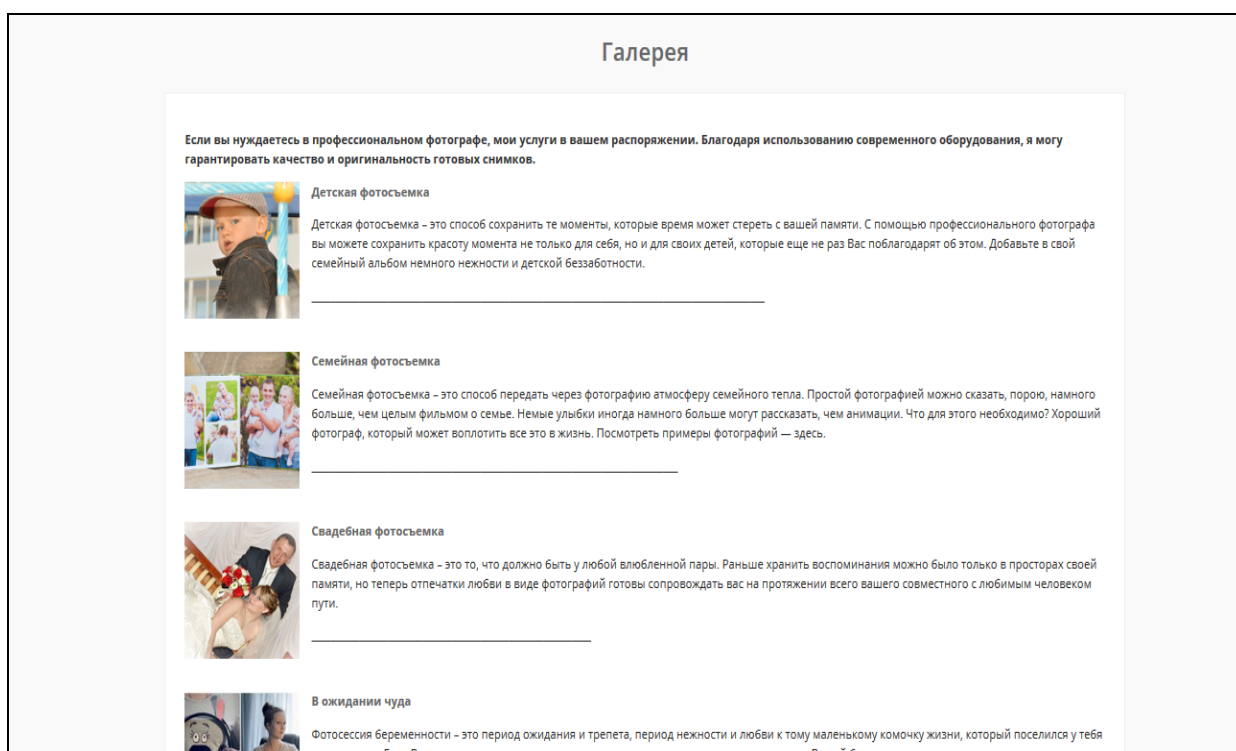 Галерея
Если вы нуждаетесь в профессиональном фотографе, мои услуги в вашем распоряжении. Благодаря использованию современного оборудования, я могу
гарантировать качество и оригинальность готовых снимков.
Детская фотосъемка
Детская фотосъемка – это способ сохранить те моменты, которые время может стереть с вашей памяти. С помощью профессионального фотографа
вы можете сохранить красоту момента не только для себя, но и для своих детей, которые еще не раз Вас поблагодарят об этом. Добавьте в свой
семейный альбом немного нежности и детской беззаботности.
Семейная фотосъемка
Семейная фотосъемка – это способ передать через фотографию атмосферу семейного тепла. Простой фотографией можно сказать, порою, намного
больше, чем целым фильмом о семье. Немые улыбки иногда намного больше могут рассказать, чем анимации. Что для этого необходимо? Хороший
фотограф, который может воплотить все это в жизнь. Посмотреть примеры фотографий — здесь.
Свадебная фотосъемка
Свадебная фотосъемка – это то, что должно быть у любой влюбленной пары. Раньше хранить воспоминания можно было только в просторах своей
памяти, но теперь отпечатки любви в виде фотографий готовы сопровождать вас на протяжении всего вашего совместного с любимым человеком
пути.
В ожидании чуда
Фотосессия беременности – это период ожидания и трепета, период нежности и любви к тому маленькому комочку жизни, который поселился у тебя